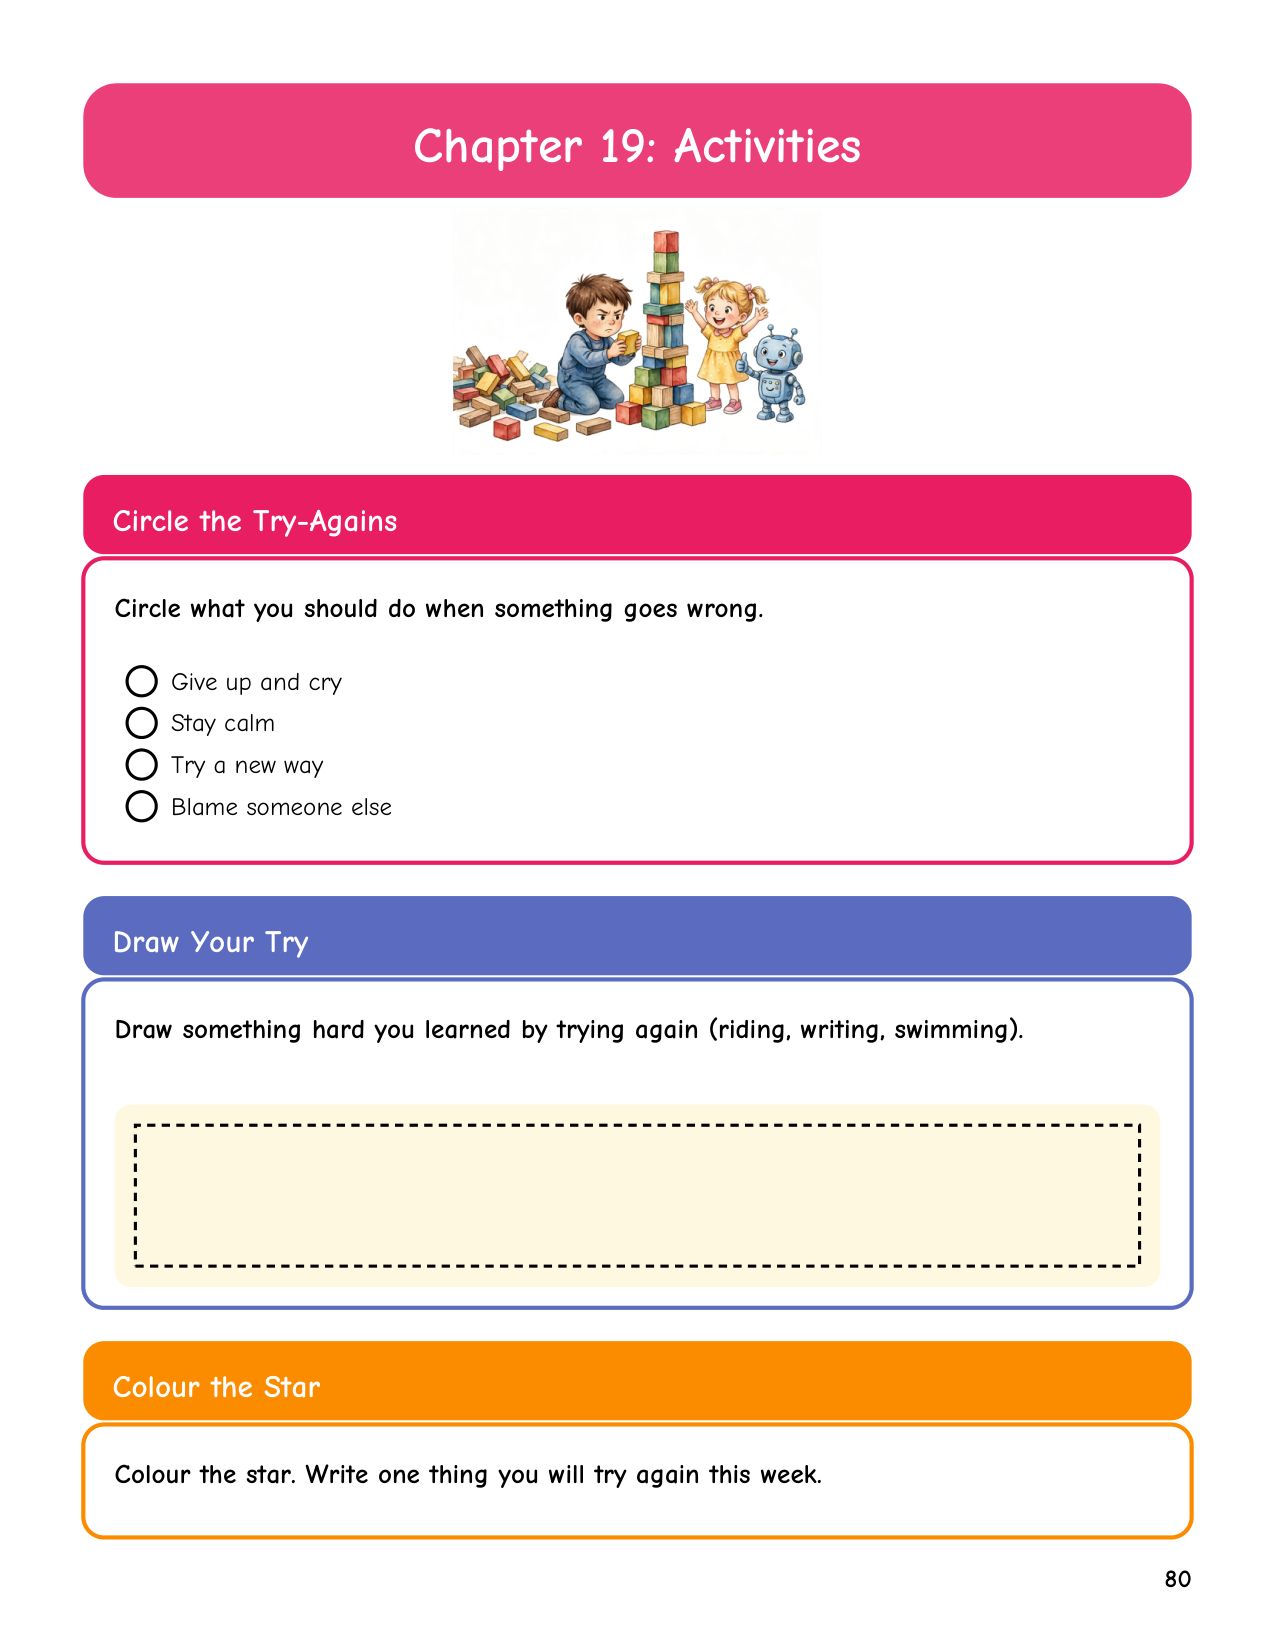 Chapter 19: Activities
Circle the Try-Agains
Circle what you should do when something goes wrong.
Give up and cry
Stay calm
Try a new way
Blame someone else
Draw Your Try
Draw something hard you learned by trying again (riding, writing, swimming).
Colour the Star
Colour the star. Write one thing you will try again this week.
80